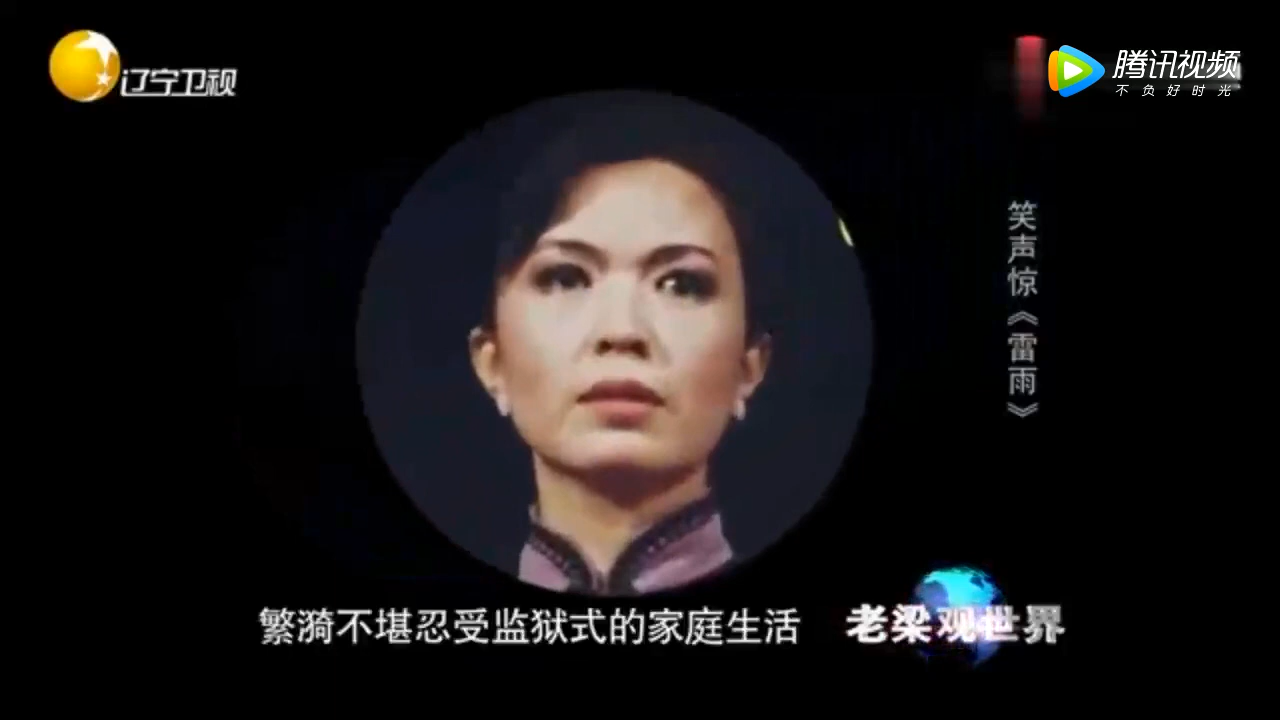 辽宁卫视
腾讯视频
不负好时光
笑声惊《雷雨》
繁漪不堪忍受监狱式的家庭生活
老梁观世界